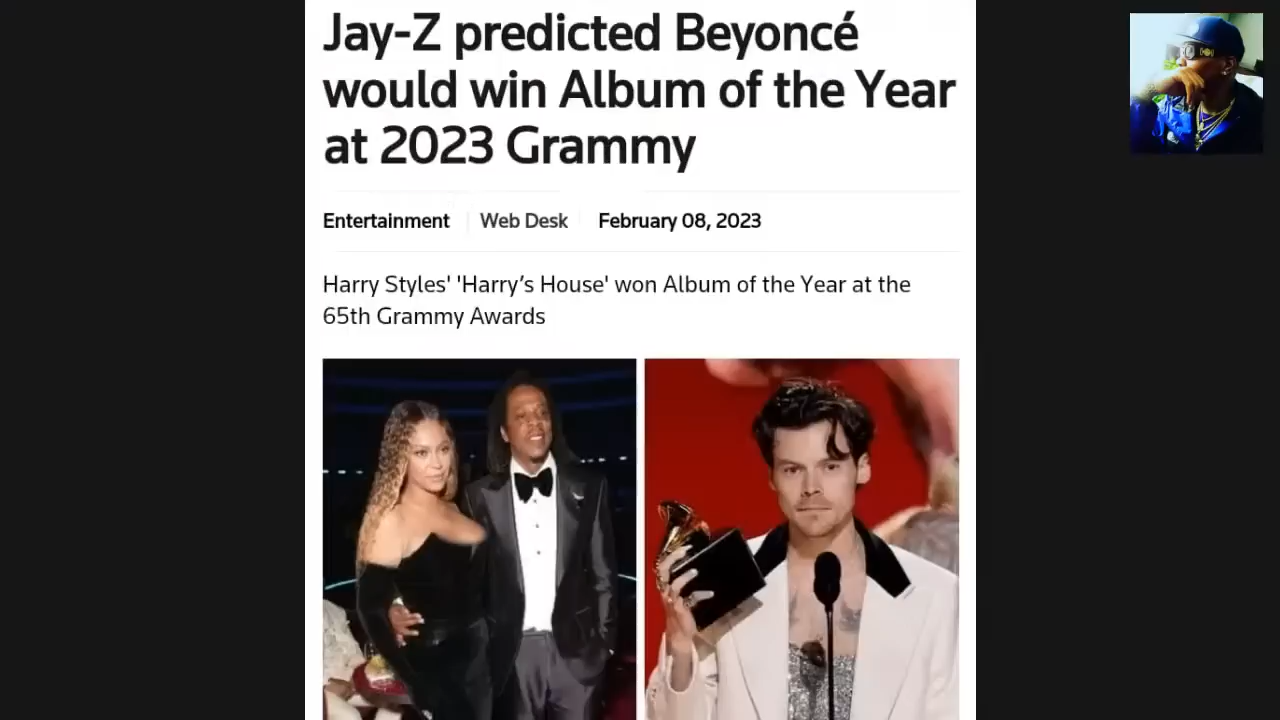 Jay-Z predicted Beyoncé
would win Album of the Year
at 2023 Grammy
Entertainment Web Desk February 08, 2023
Harry Styles' 'Harry’s House' won Album of the Year at the
65th Grammy Awards